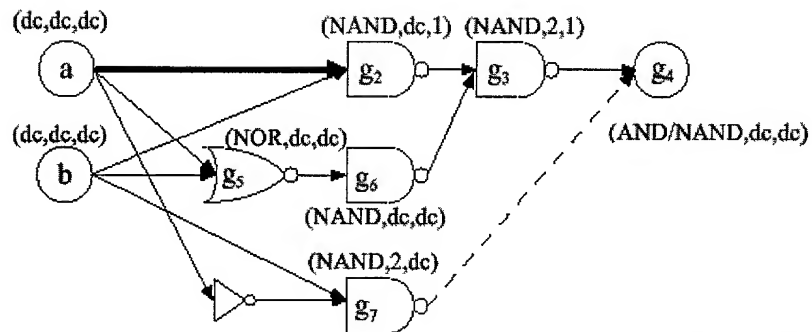 (dc,dc,dc)
(NAND,dc,1)
(NAND,2,1)
a
g2
g3
g4
(dc,dc,dc)
(NOR,dc,dc)
(AND/NAND,dc,dc)
b
g5
g6
(NAND,dc,dc)
(NAND,2,dc)
g7